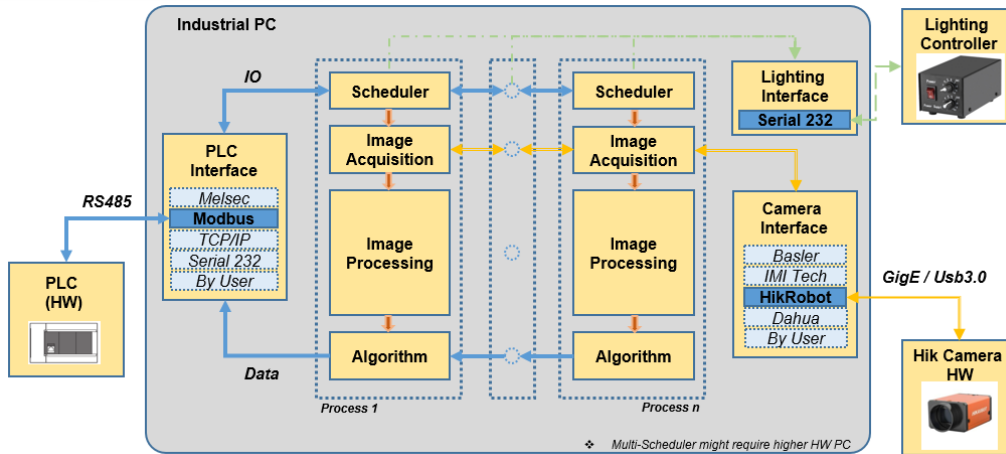 Industrial PC
Lighting
Controller
IO
Scheduler
Scheduler
Lighting
Interface
Serial 232
Image
Acquisition
Image
Acquisition
PLC
Interface
Melsec
Modbus
TCP/IP
Serial 232
By User
RS485
PLC
(HW)
Image
Processing
Image
Processing
Camera
Interface
Basler
IMI Tech
HikRobot
Dahua
By User
GigE / Usb3.0
Hik Camera
HW
Data
Algorithm
Algorithm
Process 1
Process n
❖ Multi-Scheduler might require higher HW PC